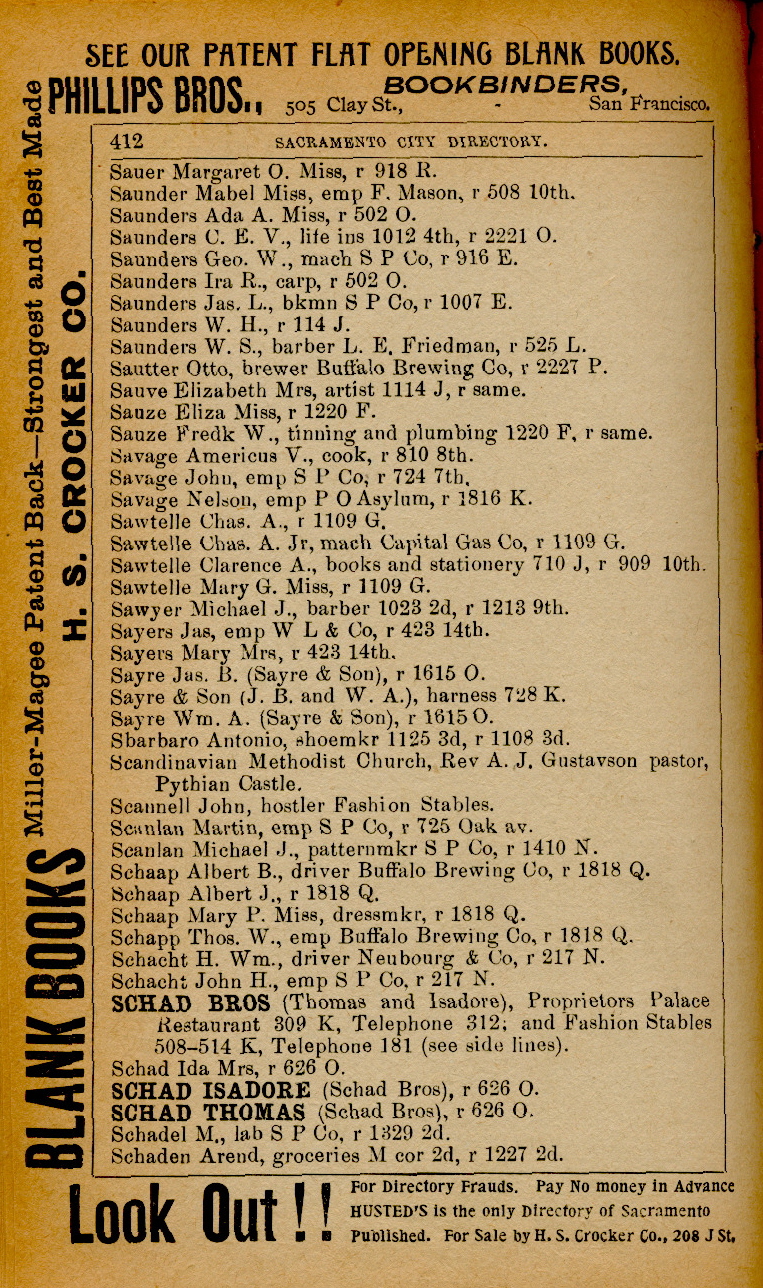 SEE OUR PATENT FLAT OPENING BLANK BOOKS.
PHILLIPS BROS., BOOKBINDERS,
505 Clay St., - San Francisco.
BLANK BOOKS Miller-Magee Patent Back—Strongest and Best Made
H. S. CROCKER CO.
412 SACRAMENTO CITY DIRECTORY.
Sauer Margaret O. Miss, r 918 R.
Saunder Mabel Miss, emp F. Mason, r 508 10th.
Saunders Ada A. Miss, r 502 O.
Saunders C. E. V., life ins 1012 4th, r 2221 O.
Saunders Geo. W., mach S P Co, r 916 E.
Saunders Ira R., carp, r 502 O.
Saunders Jas. L., bkmn S P Co, r 1007 E.
Saunders W. H., r 114 J.
Saunders W. S., barber L. E. Friedman, r 525 L.
Sautter Otto, brewer Buffalo Brewing Co, r 2227 P.
Sauve Elizabeth Mrs, artist 1114 J, r same.
Sauze Eliza Miss, r 1220 F.
Sauze Fredk W., tinning and plumbing 1220 F, r same.
Savage Americus V., cook, r 810 8th.
Savage John, emp S P Co, r 724 7th.
Savage Nelson, emp P O Asylum, r 1816 K.
Sawtelle Chas. A., r 1109 G.
Sawtelle Chas. A. Jr, mach Capital Gas Co, r 1109 G.
Sawtelle Clarence A., books and stationery 710 J, r 909 10th.
Sawtelle Mary G. Miss, r 1109 G.
Sawyer Michael J., barber 1023 2d, r 1213 9th.
Sayers Jas, emp W L & Co, r 423 14th.
Sayers Mary Mrs, r 423 14th.
Sayre Jas. B. (Sayre & Son), r 1615 O.
Sayre & Son (J. B. and W. A.), harness 728 K.
Sayre Wm. A. (Sayre & Son), r 1615 O.
Sbarbaro Antonio, shoemkr 1125 3d, r 1108 3d.
Scandinavian Methodist Church, Rev A. J. Gustavson pastor,
Pythian Castle.
Scannell John, hostler Fashion Stables.
Scanlan Martin, emp S P Co, r 725 Oak av.
Scanlan Michael J., patternmkr S P Co, r 1410 N.
Schaap Albert B., driver Buffalo Brewing Co, r 1818 Q.
Schaap Albert J., r 1818 Q.
Schaap Mary P. Miss, dressmkr, r 1818 Q.
Schapp Thos. W., emp Buffalo Brewing Co, r 1818 Q.
Schacht H. Wm., driver Neubourg & Co, r 217 N.
Schacht John H., emp S P Co, r 217 N.
SCHAD BROS (Thomas and Isadore), Proprietors Palace
Restaurant 309 K, Telephone 312; and Fashion Stables
508–514 K, Telephone 181 (see side lines).
Schad Ida Mrs, r 626 O.
SCHAD ISADORE (Schad Bros), r 626 O.
SCHAD THOMAS (Schad Bros), r 626 O.
Schadel M., lab S P Co, r 1329 2d.
Schaden Arend, groceries M cor 2d, r 1227 2d.
Look Out!! For Directory Frauds. Pay No money in Advance
HUSTED'S is the only Directory of Sacramento
Published. For Sale by H. S. Crocker Co., 208 J St.